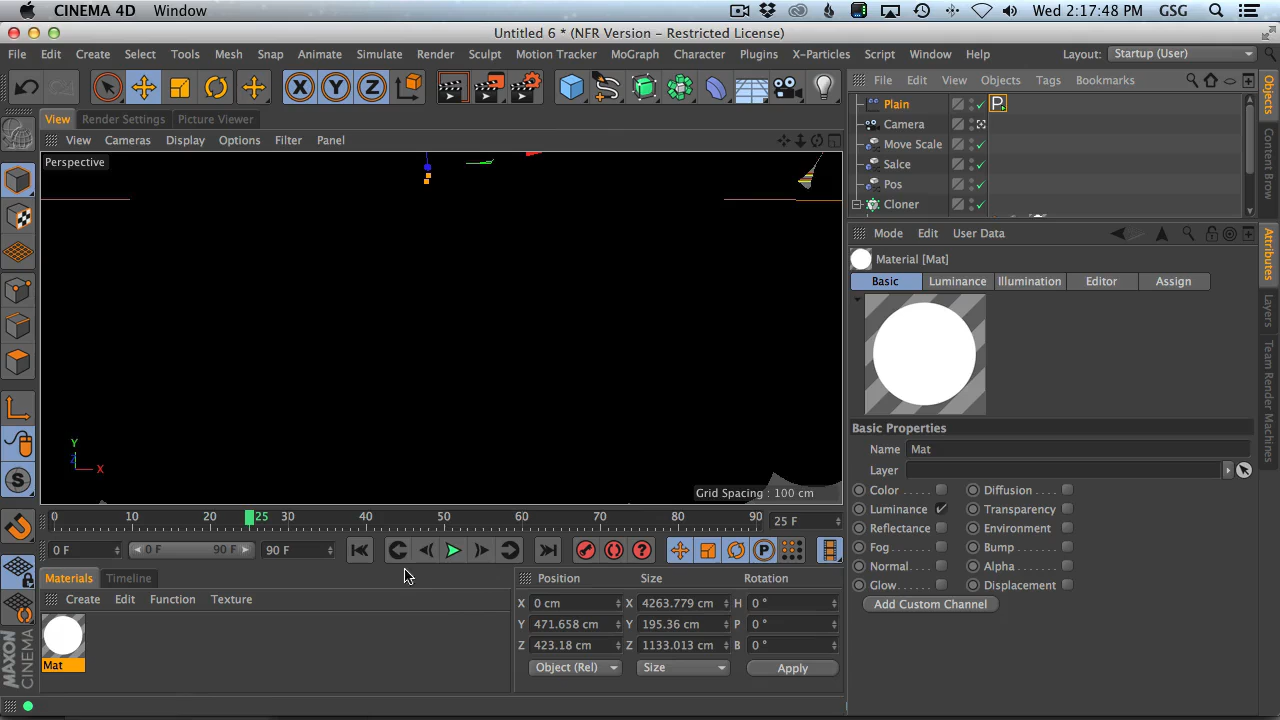 CINEMA 4D Window Wed 2:17:48 PM GSG
Untitled 6 * (NFR Version - Restricted License)
File Edit Create Select Tools Mesh Snap Animate Simulate Render Sculpt Motion Tracker MoGraph Character Plugins X-Particles Script Window Help Layout: Startup (User)
X Y Z
File Edit View Objects Tags Bookmarks
Plain P
Camera
Move Scale
Salce
Pos
Cloner
View Render Settings Picture Viewer
View Cameras Display Options Filter Panel
Perspective
Y
Z
X
Grid Spacing : 100 cm
Mode Edit User Data
Material [Mat]
Basic Luminance Illumination Editor Assign
Basic Properties
Name Mat
Layer
Color Diffusion
Luminance Transparency
Reflectance Environment
Fog Bump
Normal Alpha
Glow Displacement
Add Custom Channel
Objects
Content Brow
Attributes
Layers
Team Render Machines
0 10 20 25 30 40 50 60 70 80 90 25 F
0 F 0 F 90 F 90 F
P
S
Materials Timeline
Create Edit Function Texture
Mat
Position Size Rotation
X 0 cm X 4263.779 cm H 0 °
Y 471.658 cm Y 195.36 cm P 0 °
Z 423.18 cm Z 1133.013 cm B 0 °
Object (Rel) Size Apply
MAXON
CINEMA 4D